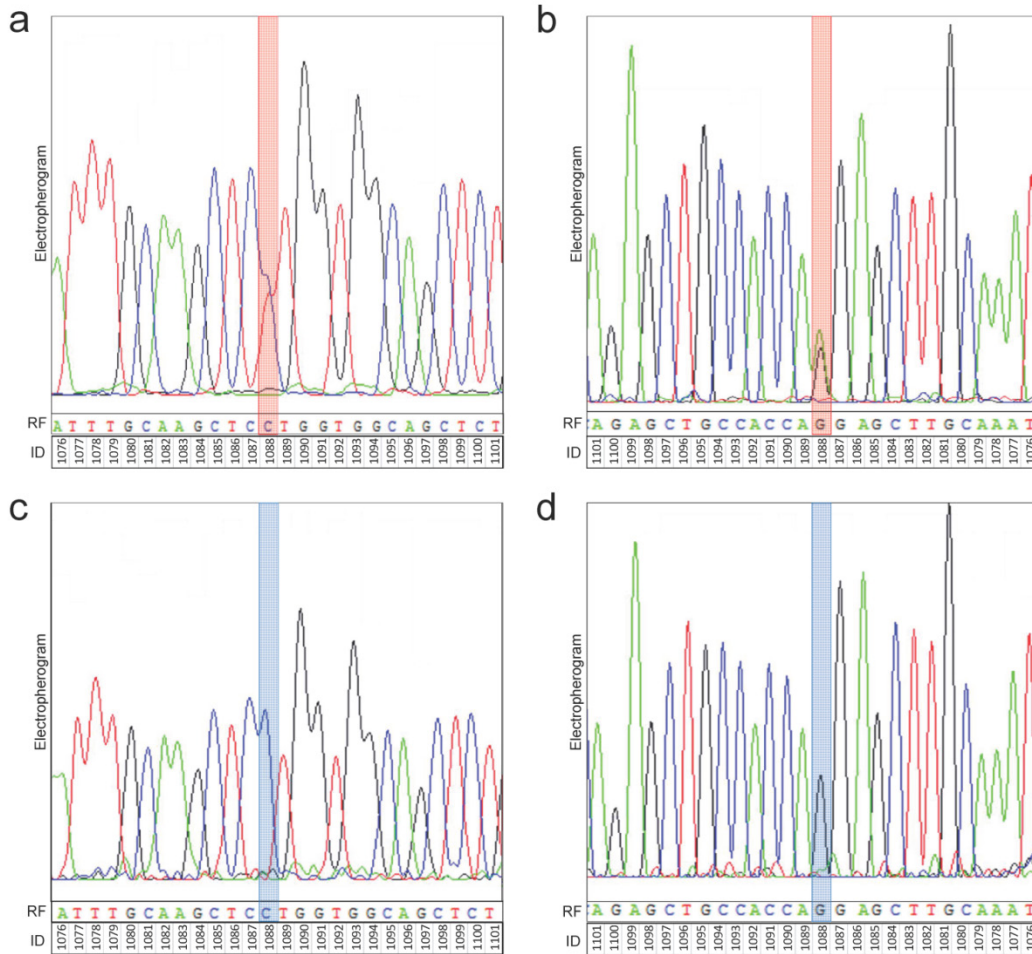 a
Electropherogram
RF A T T T G C A A G C T C C T G G T G G C A G C T C T
ID 1076 1077 1078 1079 1080 1081 1082 1083 1084 1085 1086 1087 1088 1089 1090 1091 1092 1093 1094 1095 1096 1097 1098 1099 1100 1101
b
Electropherogram
RF C A G A G C T G C C A C C A G G A G C T T G C A A A T
ID 1101 1100 1099 1098 1097 1096 1095 1094 1093 1092 1091 1090 1089 1088 1087 1086 1085 1084 1083 1082 1081 1080 1079 1078 1077 1076
c
Electropherogram
RF A T T T G C A A G C T C C T G G T G G C A G C T C T
ID 1076 1077 1078 1079 1080 1081 1082 1083 1084 1085 1086 1087 1088 1089 1090 1091 1092 1093 1094 1095 1096 1097 1098 1099 1100 1101
d
Electropherogram
RF C A G A G C T G C C A C C A G G A G C T T G C A A A T
ID 1101 1100 1099 1098 1097 1096 1095 1094 1093 1092 1091 1090 1089 1088 1087 1086 1085 1084 1083 1082 1081 1080 1079 1078 1077 1076